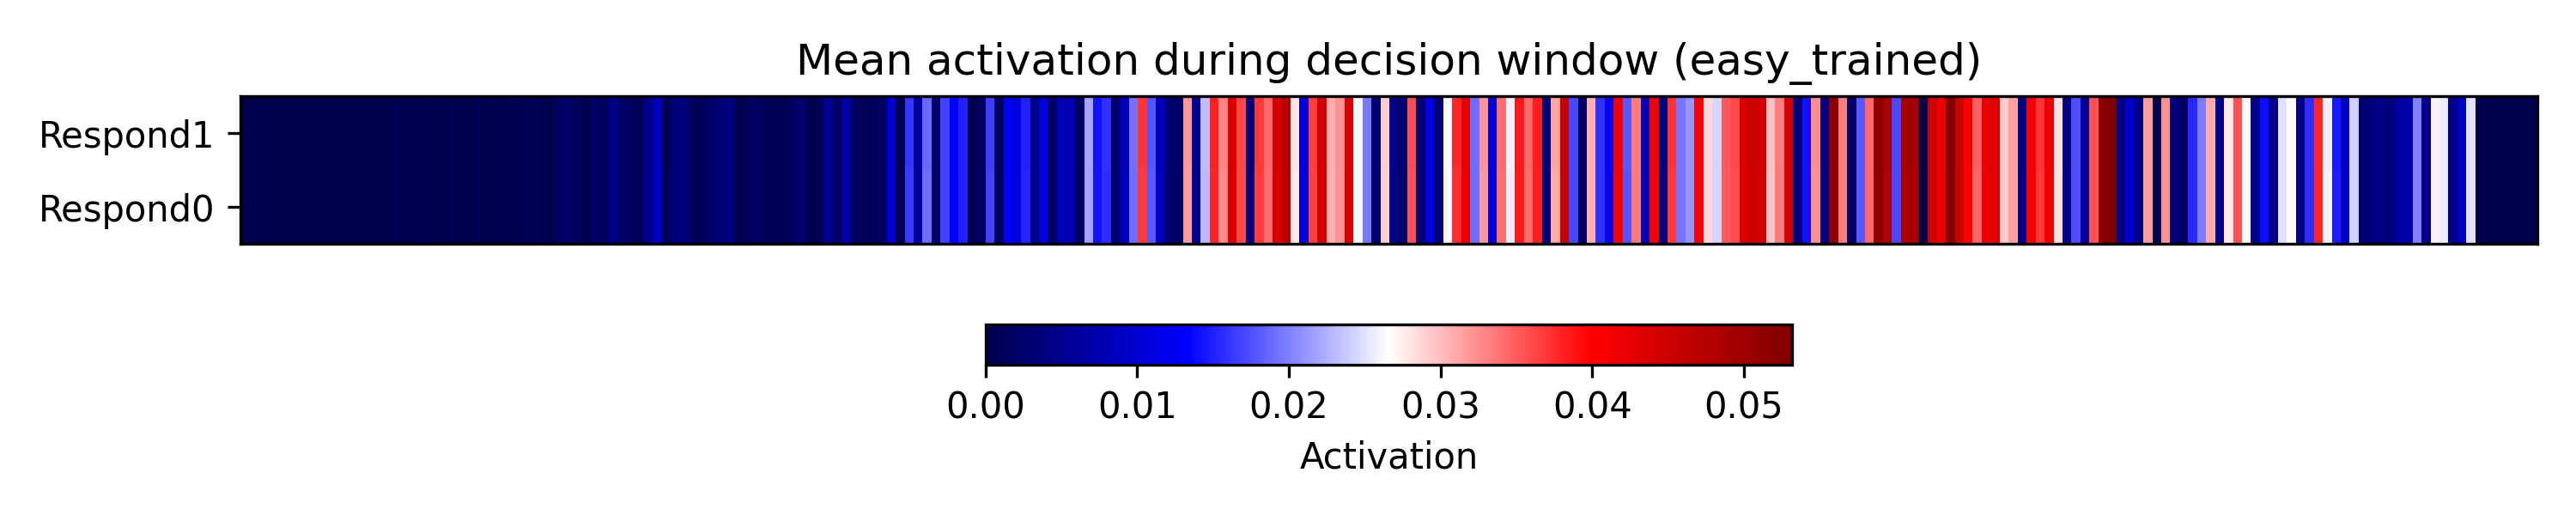 Mean activation during decision window (easy_trained)
Respond1
Respond0
0.00 0.01 0.02 0.03 0.04 0.05
Activation